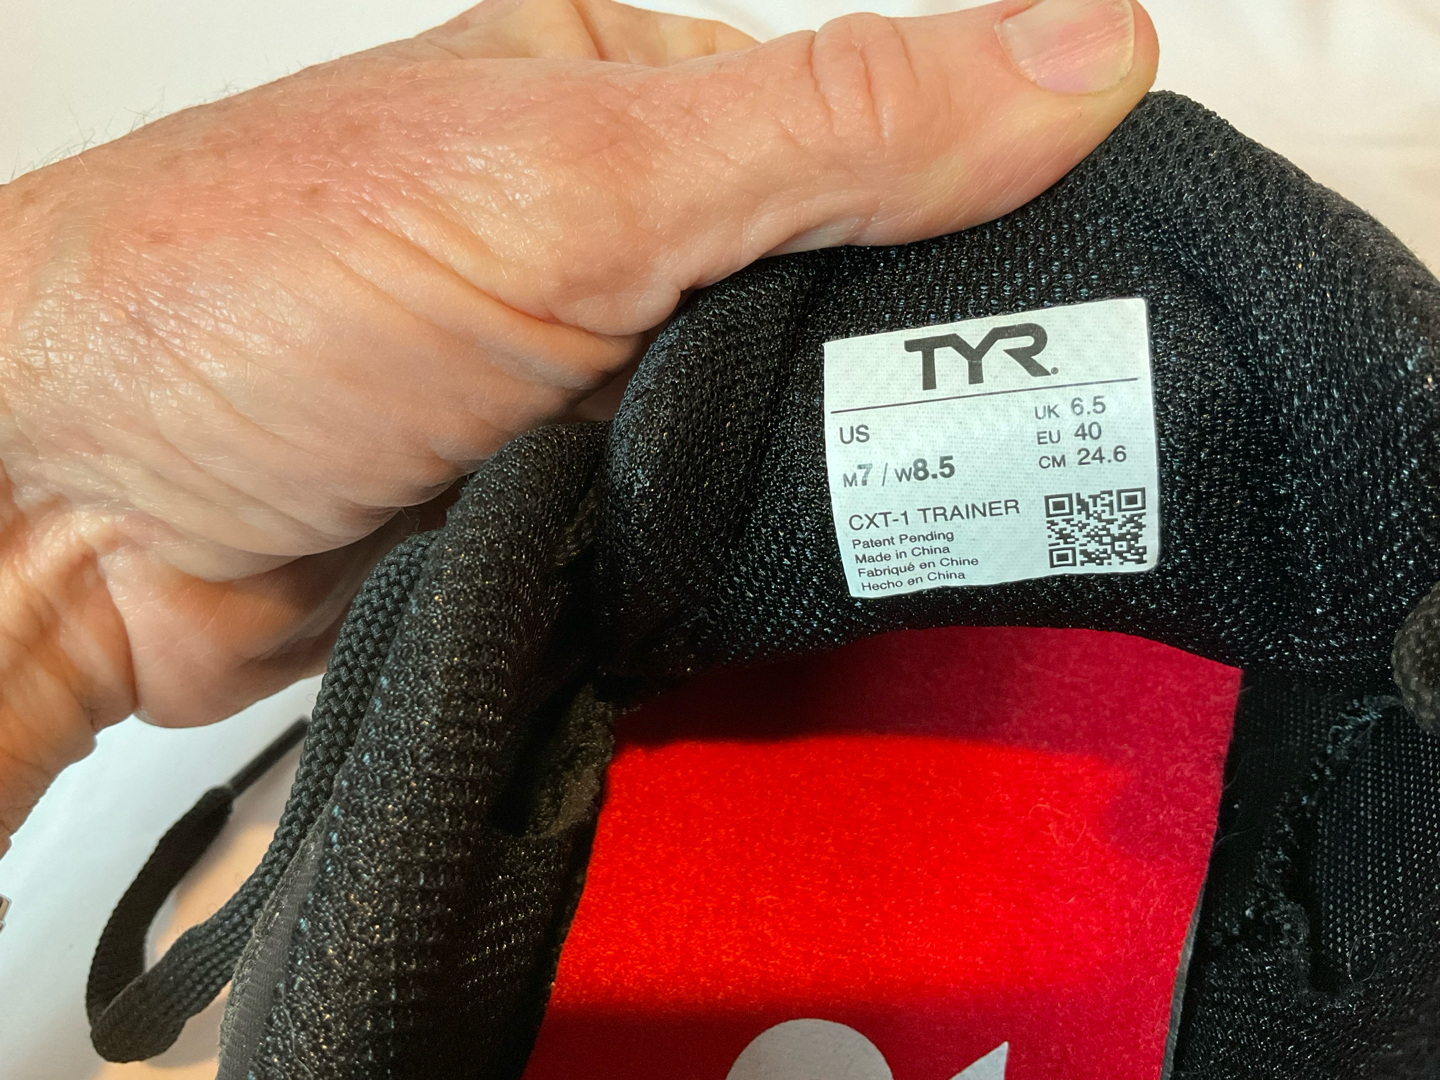 TYR
US
M7 / W8.5
UK 6.5
EU 40
CM 24.6
CXT-1 TRAINER
Patent Pending
Made in China
Fabriqué en Chine
Hecho en China